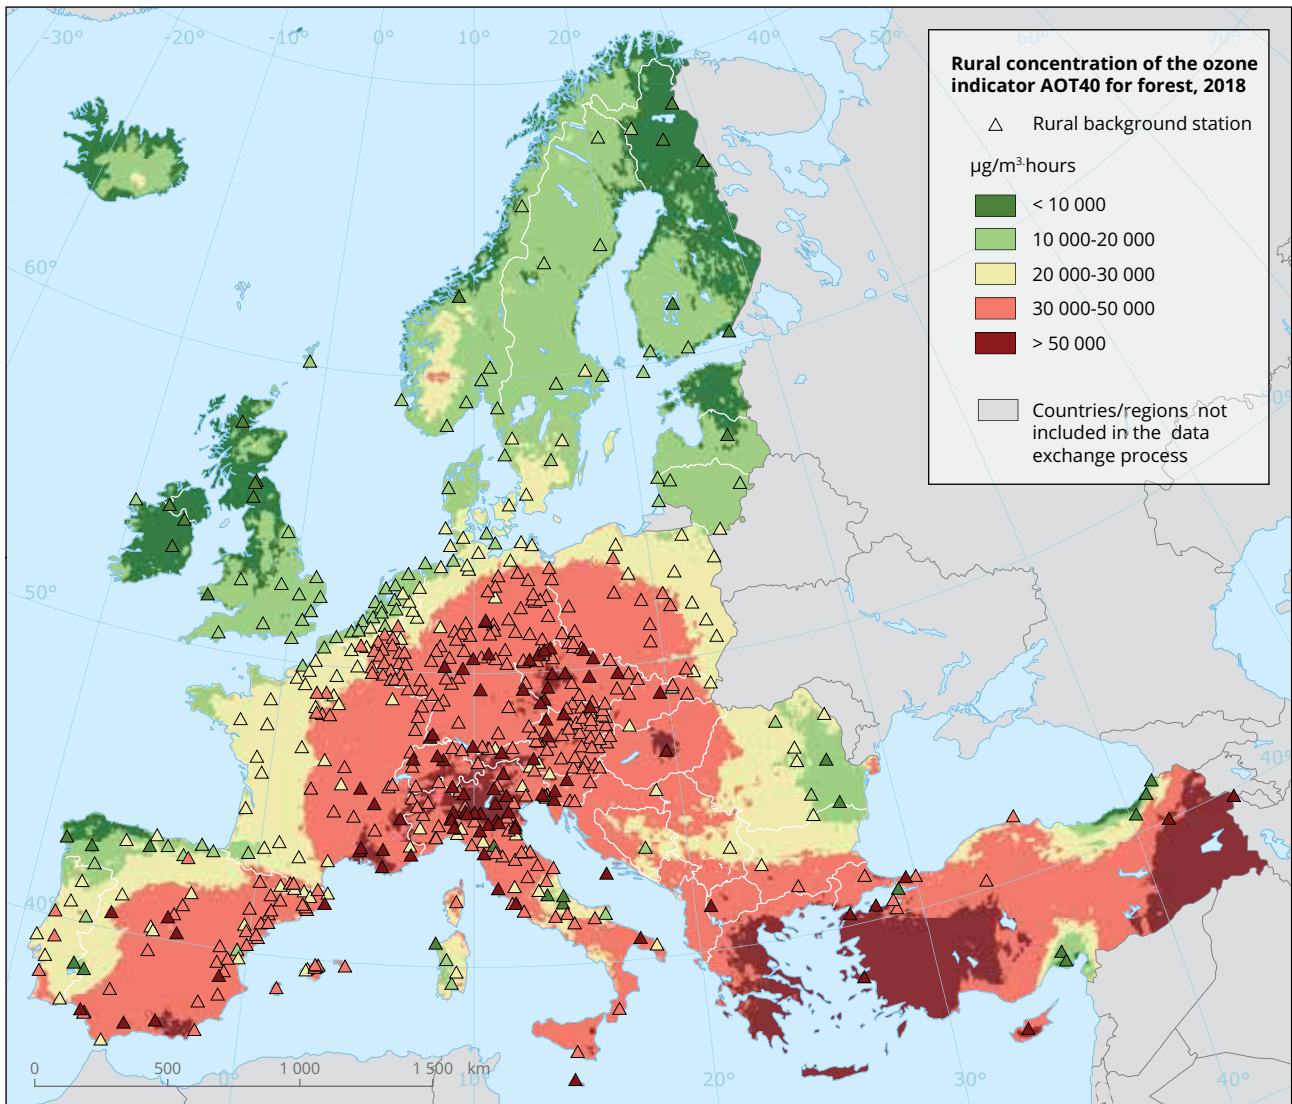 -30°
-20°
-10°
0°
10°
20°
30°
40°
50°
60°
70°
Rural concentration of the ozone
indicator AOT40 for forest, 2018
Rural background station
µg/m³·hours
< 10 000
10 000-20 000
20 000-30 000
30 000-50 000
> 50 000
Countries/regions not
included in the data
exchange process
60°
50°
50°
40°
40°
0
500
1 000
1 500
km
0°
10°
20°
30°
40°